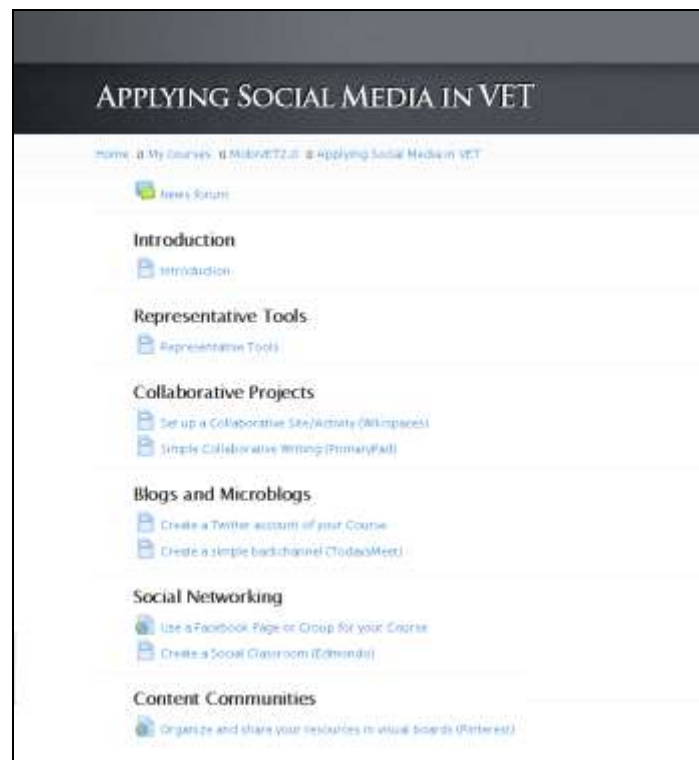 APPLYING SOCIAL MEDIA IN VET
Home My Courses MobiVET2.0 Applying Social Media in VET
News forum
Introduction
Introduction
Representative Tools
Representative Tools
Collaborative Projects
Set up a Collaborative Site/Activity (Wikispaces)
Simple Collaborative Writing (PrimaryPad)
Blogs and Microblogs
Create a Twitter account of your Course
Create a simple backchannel (TodaysMeet)
Social Networking
Use a Facebook Page or Group for your Course
Create a Social Classroom (Edmondo)
Content Communities
Organize and share your resources in visual boards (Pinterest)